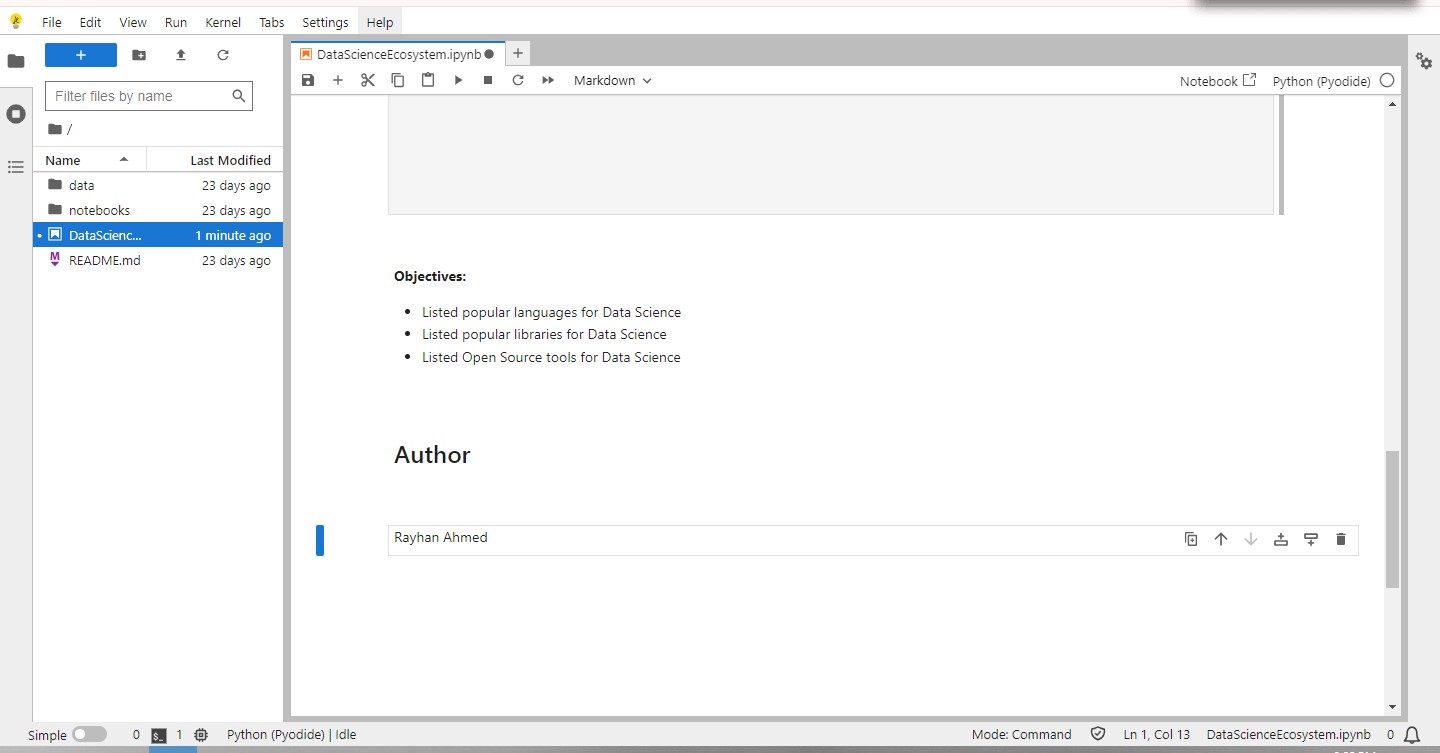 File Edit View Run Kernel Tabs Settings Help
DataScienceEcosystem.ipynb
Markdown
Notebook Python (Pyodide)
Filter files by name
/
Name Last Modified
data 23 days ago
notebooks 23 days ago
DataScienc... 1 minute ago
M README.md 23 days ago
Objectives:
Listed popular languages for Data Science
Listed popular libraries for Data Science
Listed Open Source tools for Data Science
Author
Rayhan Ahmed
Simple 0 $_ 1 Python (Pyodide) | Idle Mode: Command Ln 1, Col 13 DataScienceEcosystem.ipynb 0